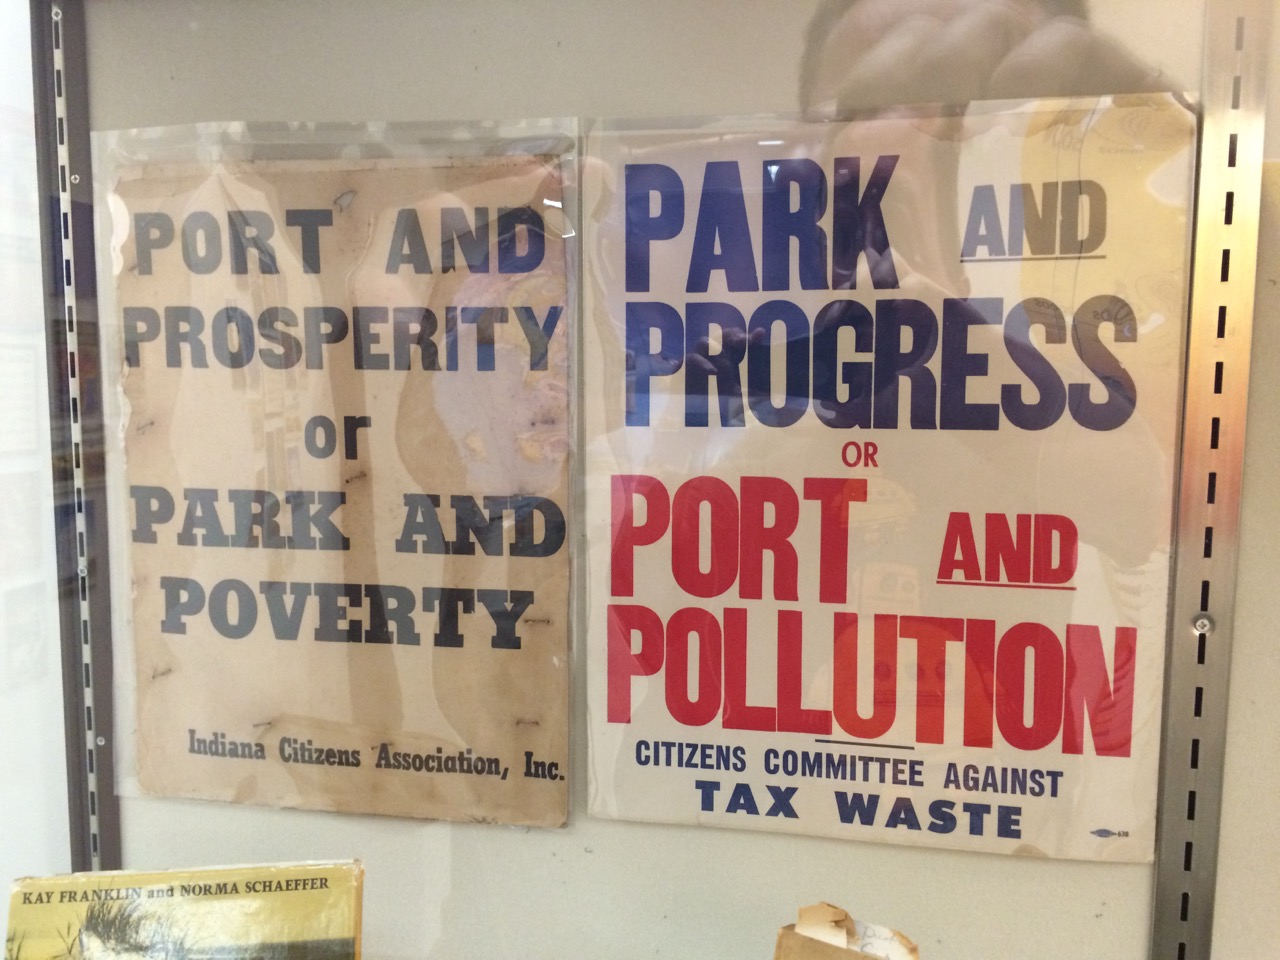 PORT AND
PROSPERITY
or
PARK AND
POVERTY
Indiana Citizens Association, Inc.
PARK AND
PROGRESS
OR
PORT AND
POLLUTION
CITIZENS COMMITTEE AGAINST
TAX WASTE
KAY FRANKLIN and NORMA SCHAEFFER